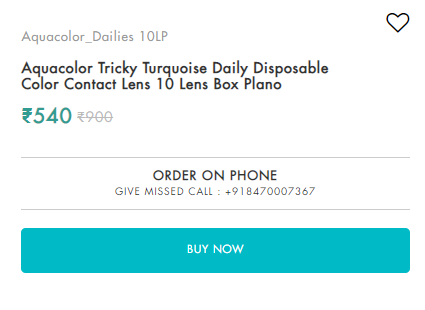 Aquacolor_Dailies 10LP
Aquacolor Tricky Turquoise Daily Disposable
Color Contact Lens 10 Lens Box Plano
₹540 ₹900
ORDER ON PHONE
GIVE MISSED CALL : +918470007367
BUY NOW